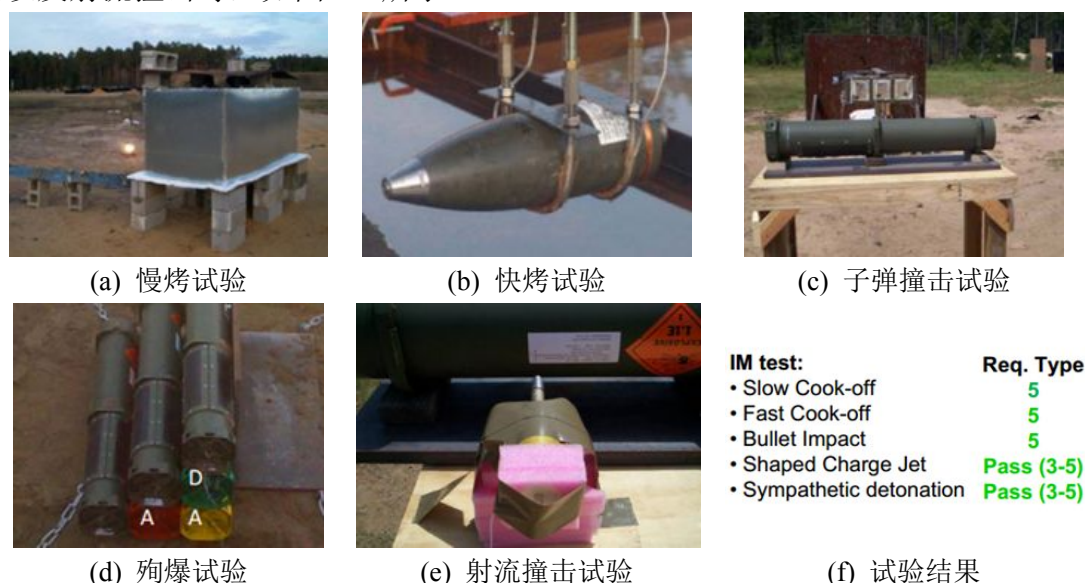 (a) 慢烤试验
(b) 快烤试验
(c) 子弹撞击试验
D
A
A
IM test:
Req. Type
• Slow Cook-off 5
• Fast Cook-off 5
• Bullet Impact 5
• Shaped Charge Jet Pass (3-5)
• Sympathetic detonation Pass (3-5)
(d) 殉爆试验
(e) 射流撞击试验
(f) 试验结果